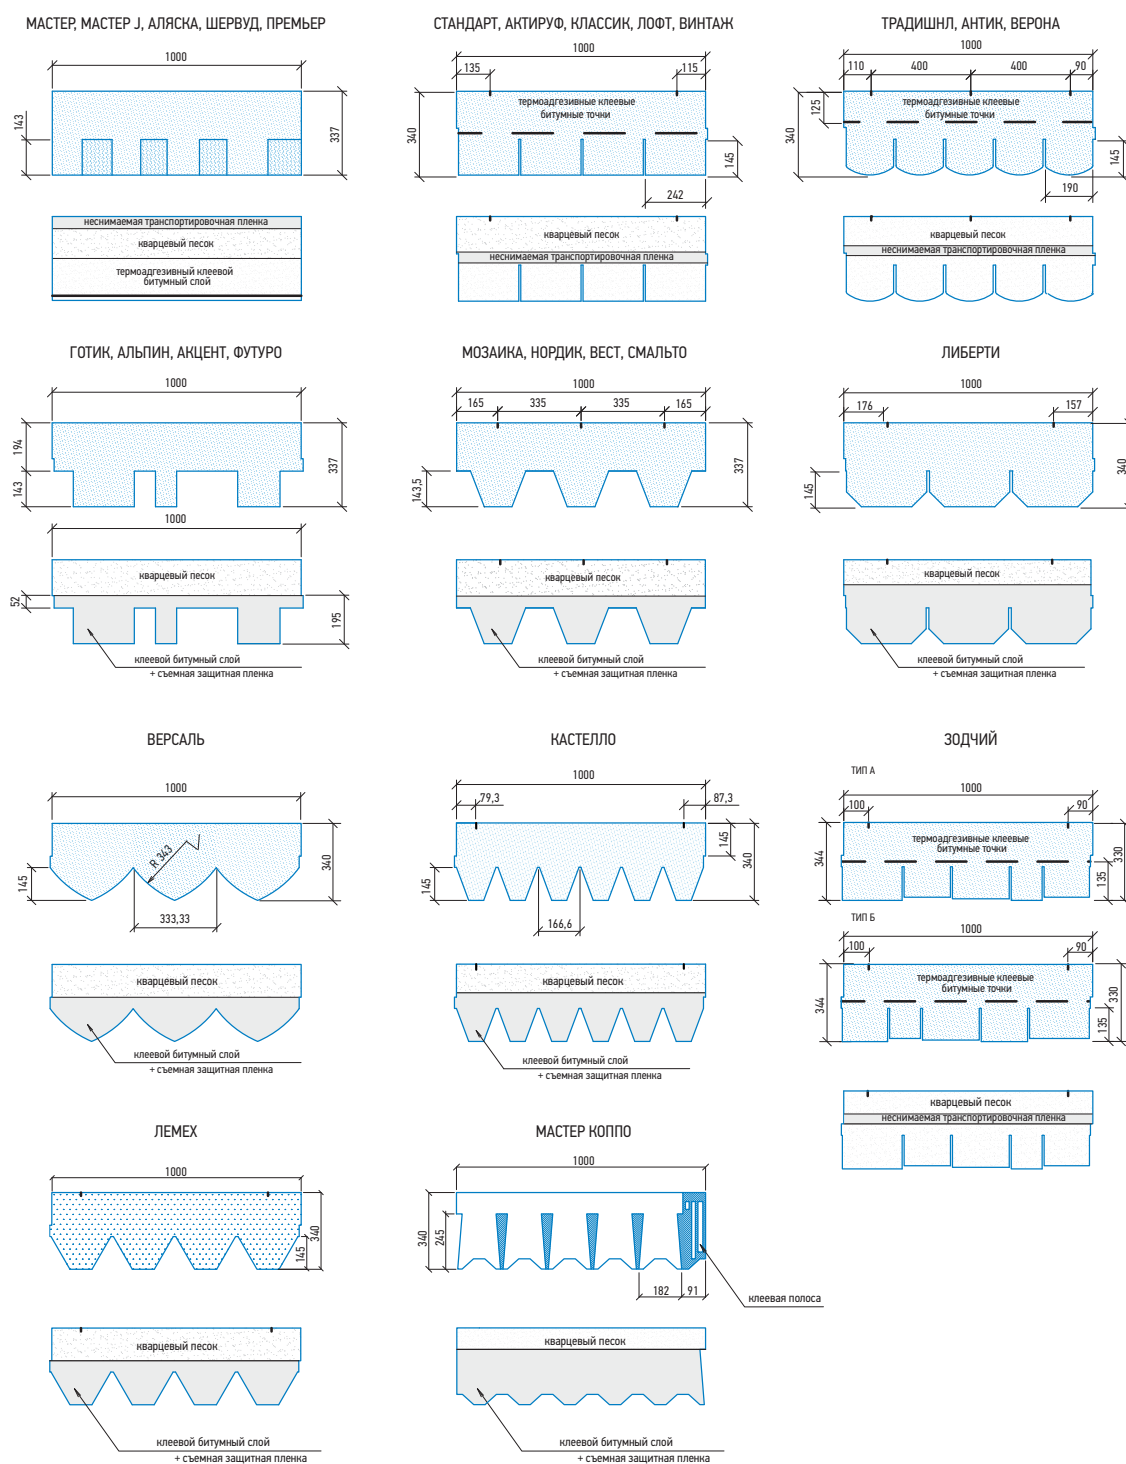 МАСТЕР, МАСТЕР J, АЛЯСКА, ШЕРВУД, ПРЕМЬЕР
1000
143
337
неснимаемая транспортировочная пленка
кварцевый песок
термоадгезивный клеевой
битумный слой
СТАНДАРТ, АКТИРУФ, КЛАССИК, ЛОФТ, ВИНТАЖ
1000
135
115
термоадгезивные клеевые
битумные точки
340
145
242
кварцевый песок
неснимаемая транспортировочная пленка
ТРАДИШНЛ, АНТИК, ВЕРОНА
1000
110
400
400
90
125
термоадгезивные клеевые
битумные точки
340
145
190
кварцевый песок
неснимаемая транспортировочная пленка
ГОТИК, АЛЬПИН, АКЦЕНТ, ФУТУРО
1000
194
143
337
1000
кварцевый песок
52
195
клеевой битумный слой
+ съемная защитная пленка
МОЗАИКА, НОРДИК, ВЕСТ, СМАЛЬТО
1000
165
335
335
165
143,5
337
кварцевый песок
клеевой битумный слой
+ съемная защитная пленка
ЛИБЕРТИ
1000
176
157
145
340
кварцевый песок
клеевой битумный слой
+ съемная защитная пленка
ВЕРСАЛЬ
1000
R 343
145
340
333,33
кварцевый песок
клеевой битумный слой
+ съемная защитная пленка
КАСТЕЛЛО
1000
79,3
87,3
145
340
145
166,6
кварцевый песок
клеевой битумный слой
+ съемная защитная пленка
ЗОДЧИЙ
ТИП А
1000
100
90
термоадгезивные клеевые
битумные точки
344
135
330
ТИП Б
1000
100
90
термоадгезивные клеевые
битумные точки
344
135
330
кварцевый песок
неснимаемая транспортировочная пленка
ЛЕМЕХ
1000
340
145
кварцевый песок
клеевой битумный слой
+ съемная защитная пленка
МАСТЕР КОППО
1000
340
245
182
91
клеевая полоса
кварцевый песок
клеевой битумный слой
+ съемная защитная пленка